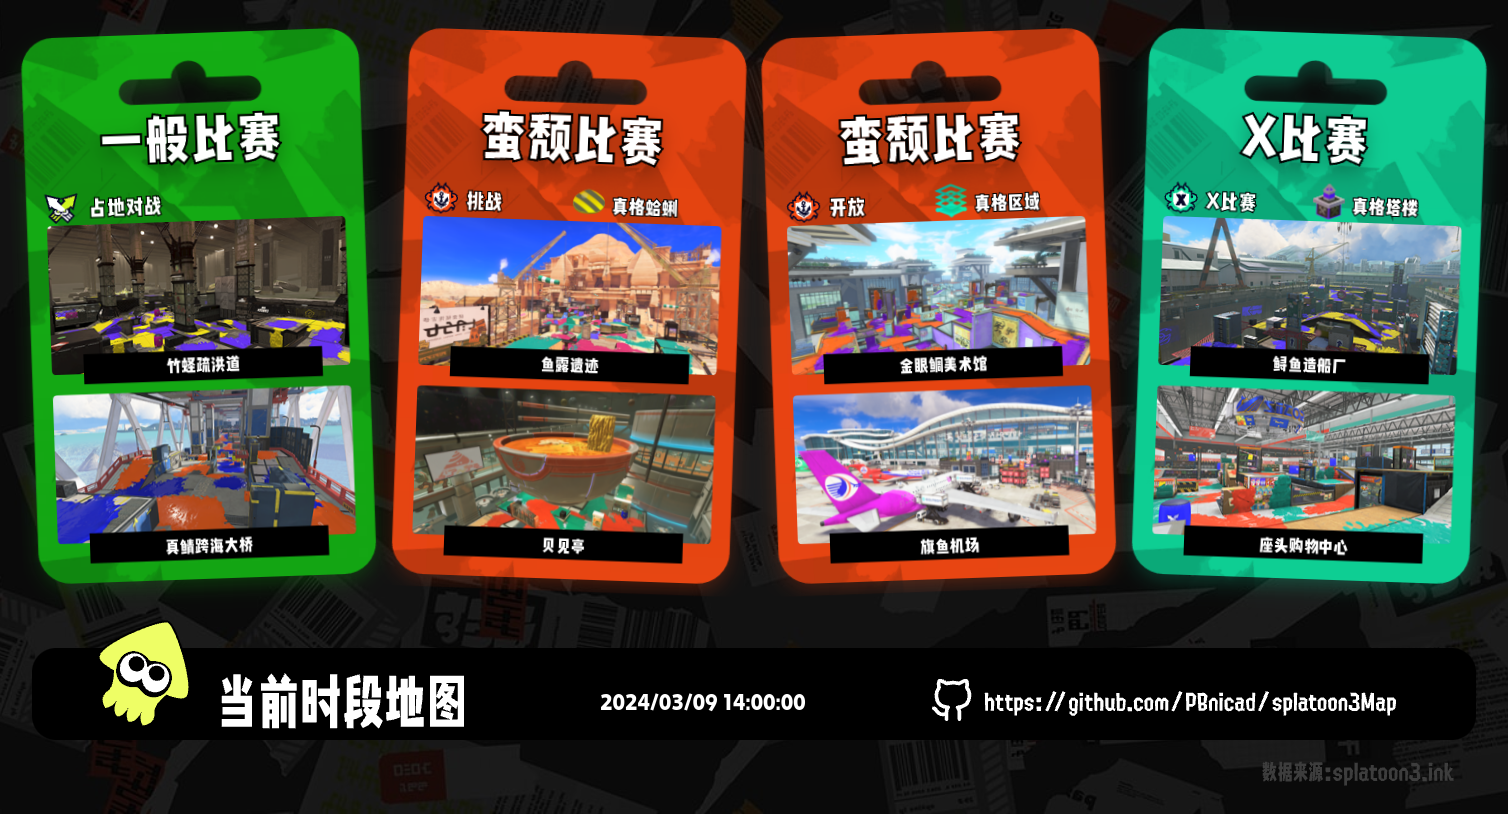 一般比赛
占地对战
竹蛏疏洪道
真鲭跨海大桥
蛮颓比赛
挑战
真格蛤蜊
鱼露遗迹
贝见亭
蛮颓比赛
开放
真格区域
金眼鲷美术馆
旗鱼机场
X比赛
X比赛
真格塔楼
鲟鱼造船厂
座头购物中心
当前时段地图
2024/03/09 14:00:00
https://github.com/PBnicad/splatoon3Map
数据来源:splatoon3.ink